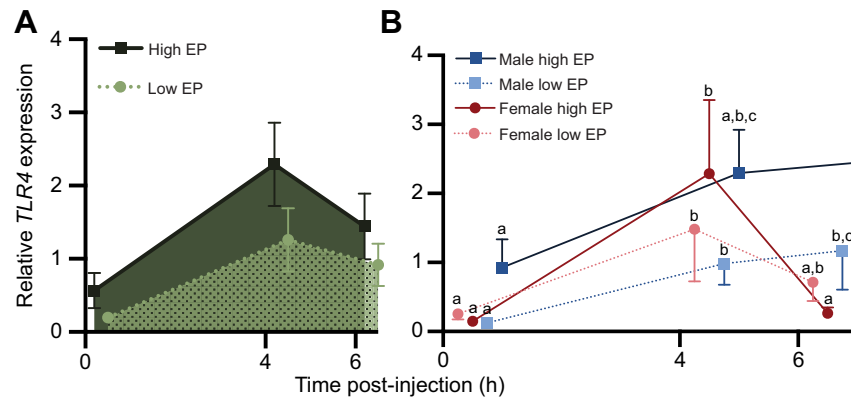 A
B
Relative TLR4 expression
4
3
2
1
0
High EP
Low EP
0
4
6
4
3
2
1
0
Male high EP
Male low EP
Female high EP
Female low EP
a
a
a
a
b
b
b
a,b,c
b,c
a,b
a
0
4
6
Time post-injection (h)